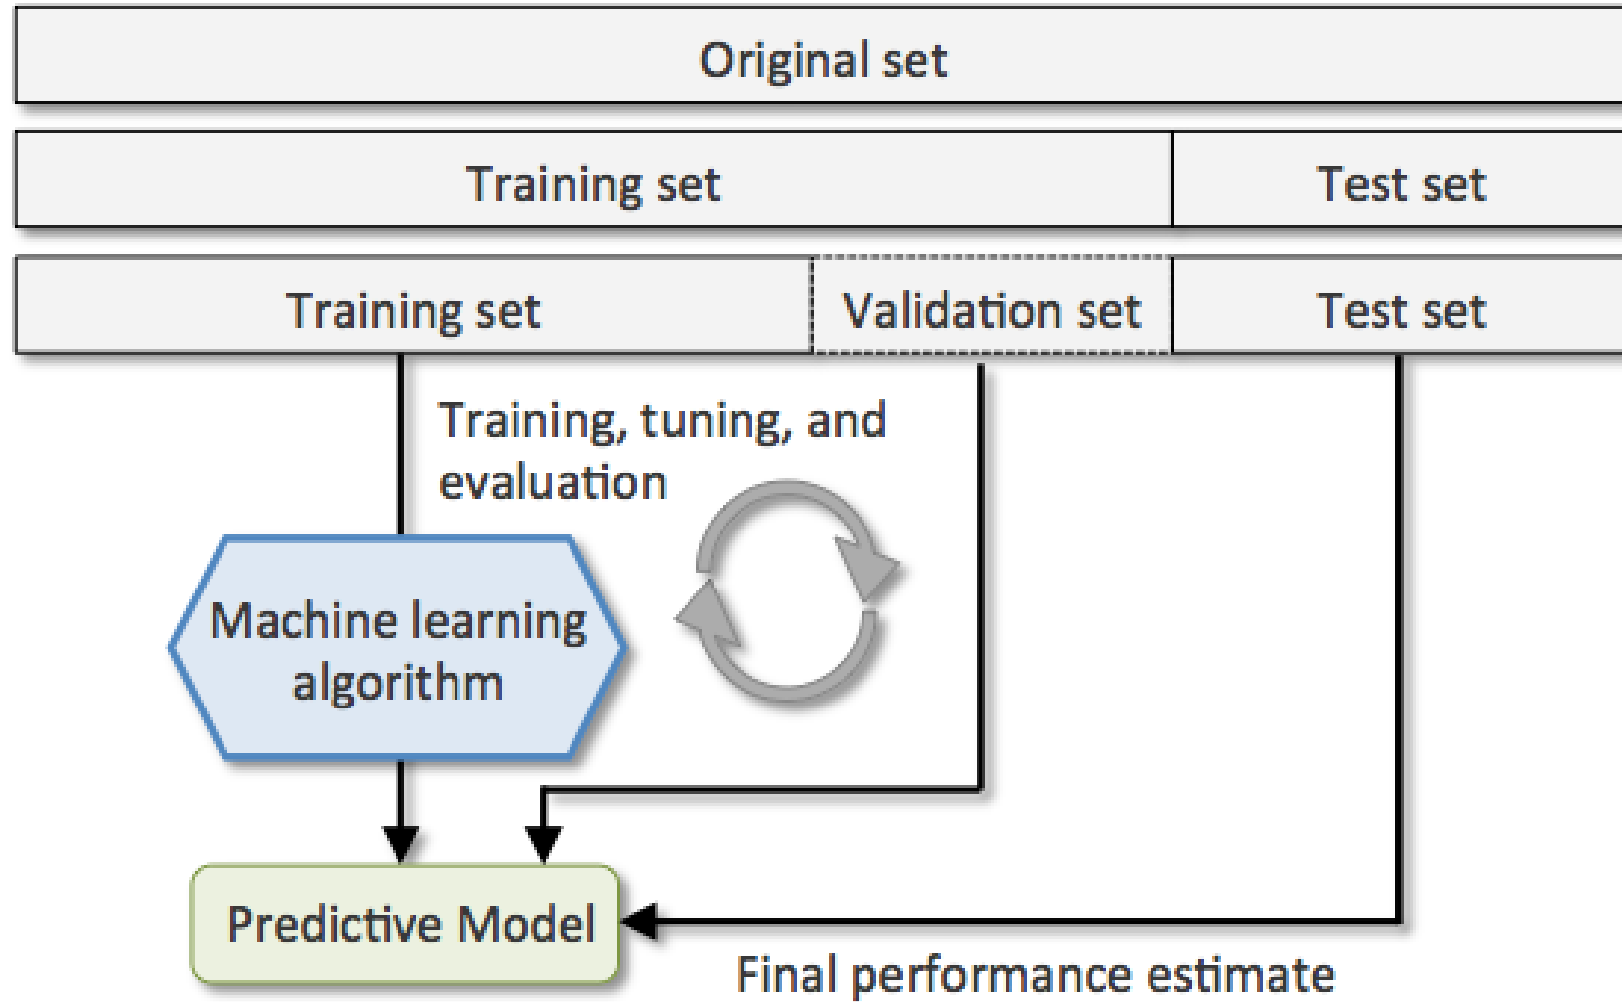 Original set
Training set
Test set
Training set
Validation set
Test set
Training, tuning, and
evaluation
Machine learning
algorithm
Predictive Model
Final performance estimate